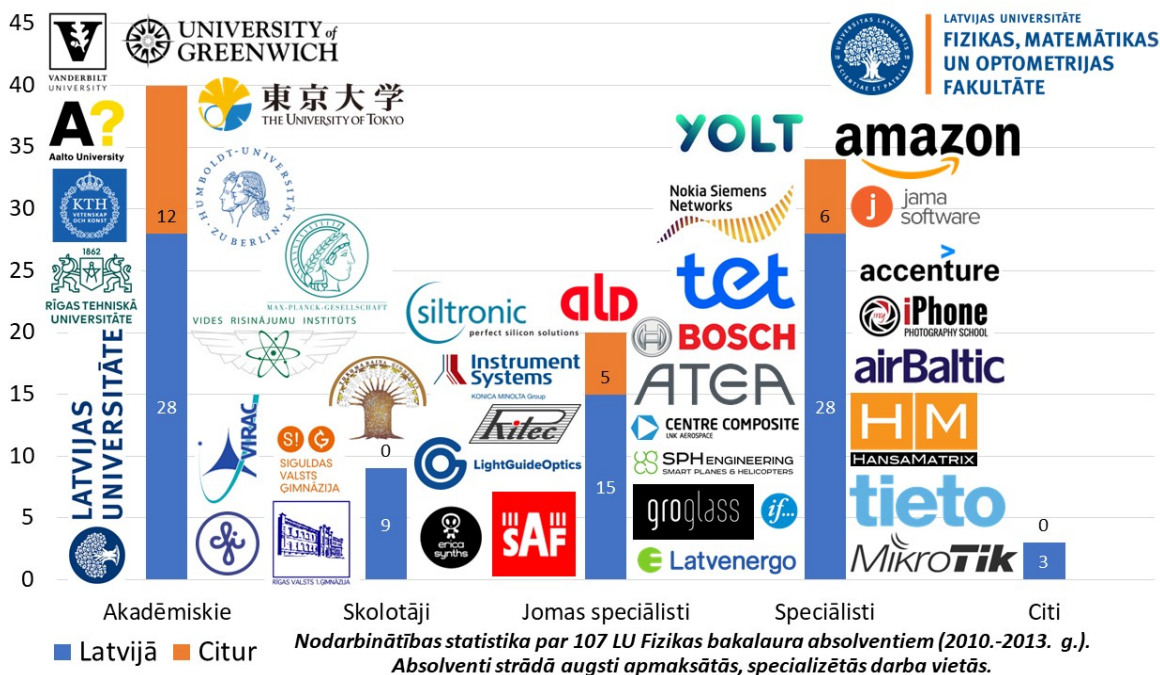 45
40
35
30
25
20
15
10
5
0
VANDERBILT
UNIVERSITY
UNIVERSITY of
GREENWICH
東京大学
THE UNIVERSITY OF TOKYO
A?
Aalto University
KTH
VETENSKAP
OCH KONST
HUMBOLDT-UNIVERSITÄT
ZU BERLIN
1862
RĪGAS TEHNISKĀ
UNIVERSITĀTE
MAX-PLANCK-GESELLSCHAFT
VIDES RISINĀJUMU INSTITŪTS
LATVIJAS
UNIVERSITĀTE
VIRAC
S! Ģ
SIGULDAS
VALSTS
ĢIMNĀZIJA
RĪGAS VALSTS 1.ĢIMNĀZIJA
siltronic
perfect silicon solutions
Instrument
Systems
KONICA MINOLTA Group
Ritec
LightGuideOptics
erica
synths
SAF
ald
YOLT
Nokia Siemens
Networks
tet
BOSCH
ATEA
CENTRE COMPOSITE
UNK AEROSPACE
SPH ENGINEERING
SMART PLANES & HELICOPTERS
groglass
if...
Latvenergo
LATVIJAS UNIVERSITĀTE
FIZIKAS, MATEMĀTIKAS
UN OPTOMETRIJAS
FAKULTĀTE
amazon
j jama
software
accenture
my iPhone
PHOTOGRAPHY SCHOOL
airBaltic
HM
HANSAMATRIX
tieto
MikroTik
12
28
0
9
5
15
6
28
0
3
Akadēmiskie
Skolotāji
Jomas speciālisti
Speciālisti
Citi
Latvijā
Citur
Nodarbinātības statistika par 107 LU Fizikas bakalaura absolventiem (2010.-2013. g.).
Absolventi strādā augsti apmaksātās, specializētās darba vietās.